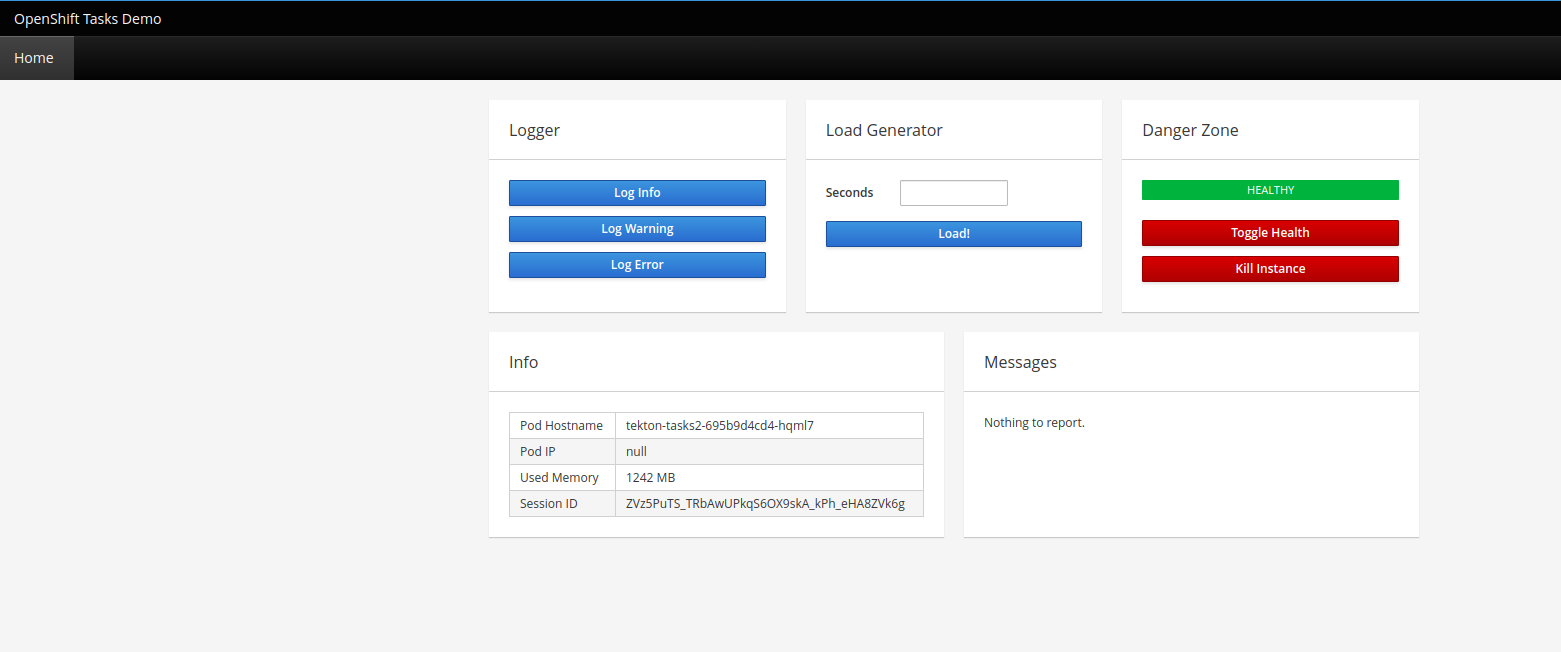 OpenShift Tasks Demo
Home
Logger
Log Info
Log Warning
Log Error
Load Generator
Seconds
Load!
Danger Zone
HEALTHY
Toggle Health
Kill Instance
Info
Pod Hostname tekton-tasks2-695b9d4cd4-hqml7
Pod IP null
Used Memory 1242 MB
Session ID ZVz5PuTS_TRbAwUPkqS6OX9skA_kPh_eHA8ZVk6g
Messages
Nothing to report.